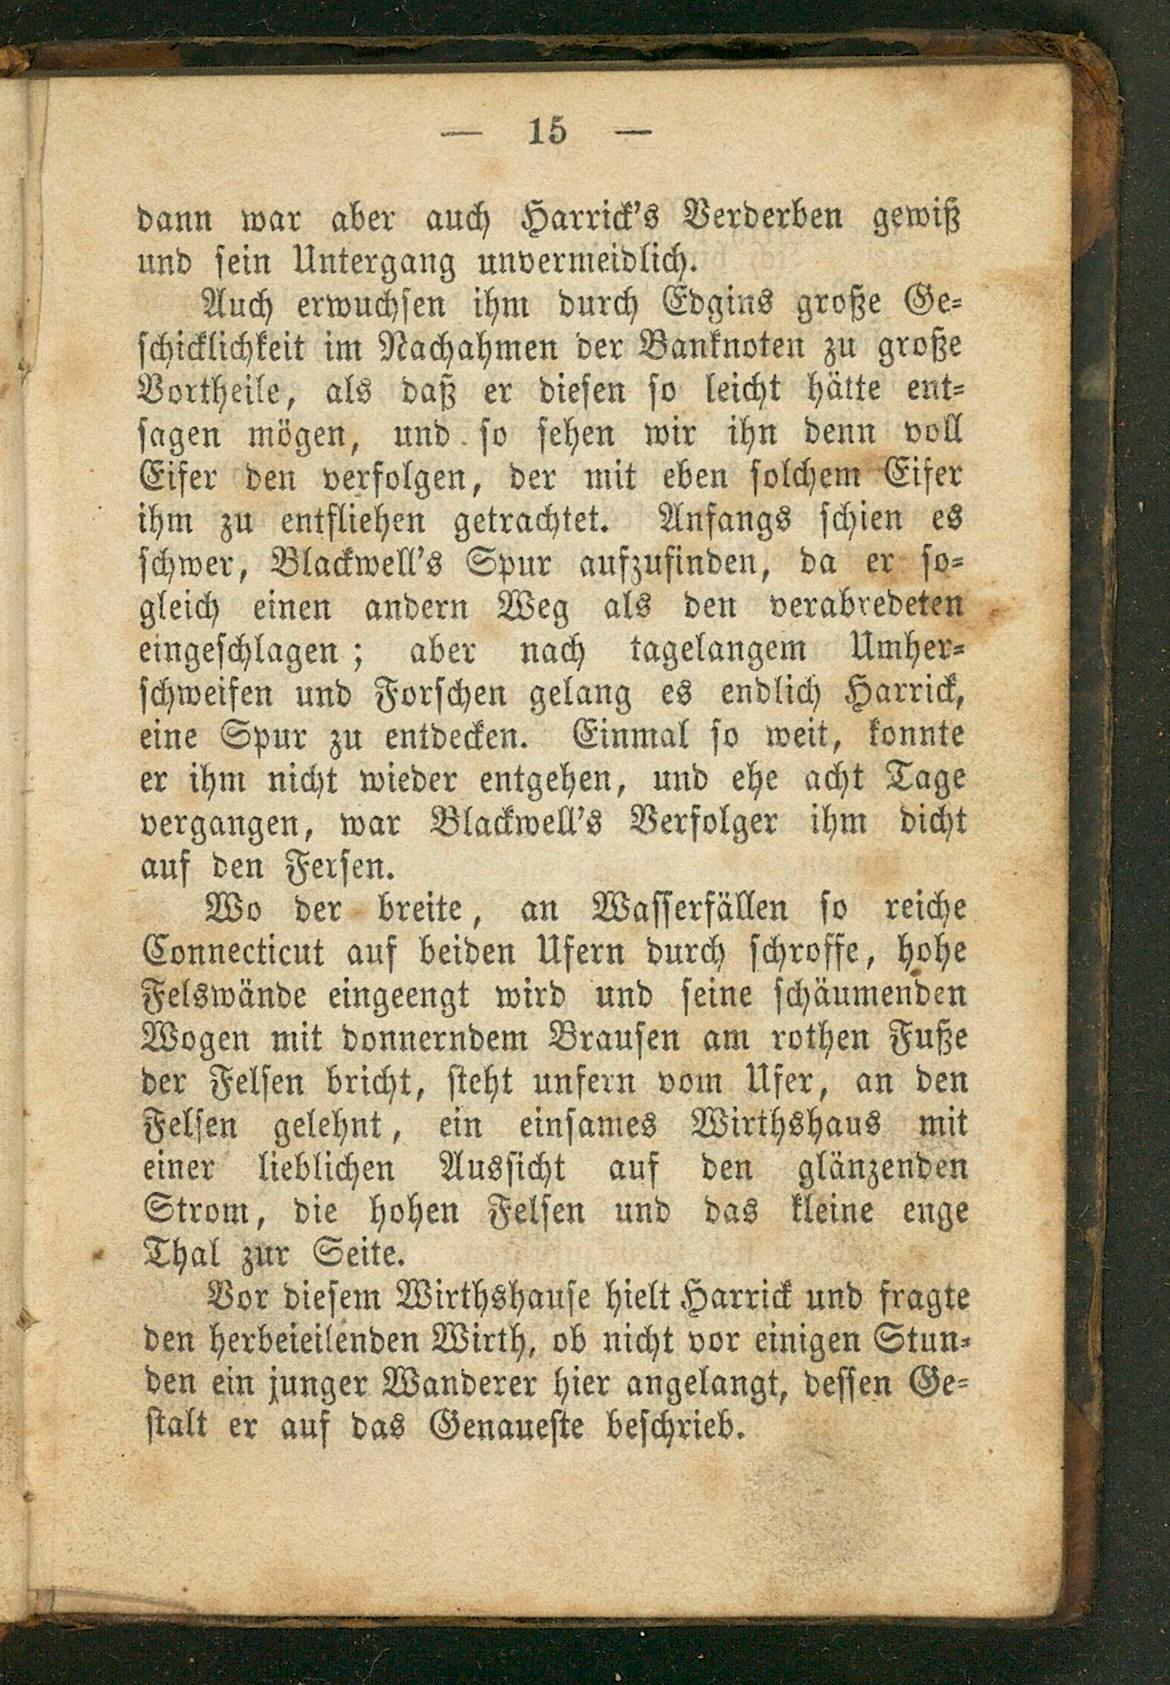 — 15 —
dann war aber auch Harrick's Verderben gewiß
und sein Untergang unvermeidlich.
Auch erwuchsen ihm durch Edgins große Ge-
schicklichkeit im Nachahmen der Banknoten zu große
Vortheile, als daß er diesen so leicht hätte ent-
sagen mögen, und so sehen wir ihn denn voll
Eifer den verfolgen, der mit eben solchem Eifer
ihm zu entfliehen getrachtet. Anfangs schien es
schwer, Blackwell's Spur aufzufinden, da er so-
gleich einen andern Weg als den verabredeten
eingeschlagen; aber nach tagelangem Umher-
schweifen und Forschen gelang es endlich Harrick,
eine Spur zu entdecken. Einmal so weit, konnte
er ihm nicht wieder entgehen, und ehe acht Tage
vergangen, war Blackwell's Verfolger ihm dicht
auf den Fersen.
Wo der breite, an Wasserfällen so reiche
Connecticut auf beiden Ufern durch schroffe, hohe
Felswände eingeengt wird und seine schäumenden
Wogen mit donnerndem Brausen am rothen Fuße
der Felsen bricht, steht unfern vom Ufer, an den
Felsen gelehnt, ein einsames Wirthshaus mit
einer lieblichen Aussicht auf den glänzenden
Strom, die hohen Felsen und das kleine enge
Thal zur Seite.
Vor diesem Wirthshause hielt Harrick und fragte
den herbeieilenden Wirth, ob nicht vor einigen Stun-
den ein junger Wanderer hier angelangt, dessen Ge-
stalt er auf das Genaueste beschrieb.